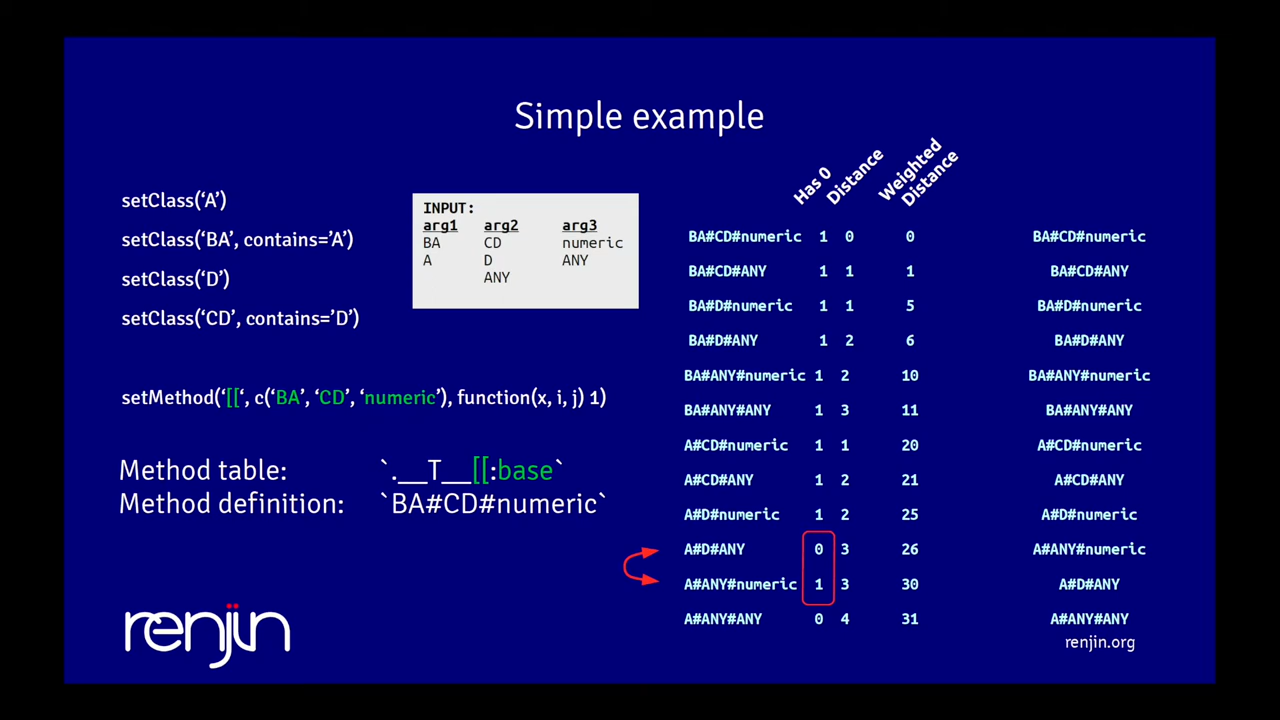 Simple example
setClass(‘A’)
setClass(‘BA’, contains=’A’)
setClass(‘D’)
setClass(‘CD’, contains=’D’)
INPUT:
arg1 arg2 arg3
BA CD numeric
A D ANY
ANY
setMethod(‘[[‘, c(‘BA’, ‘CD’, ‘numeric’), function(x, i, j) 1)
Method table: `.__T__[[:base`
Method definition: `BA#CD#numeric`
Has 0 Distance Weighted Distance
BA#CD#numeric 1 0 0 BA#CD#numeric
BA#CD#ANY 1 1 1 BA#CD#ANY
BA#D#numeric 1 1 5 BA#D#numeric
BA#D#ANY 1 2 6 BA#D#ANY
BA#ANY#numeric 1 2 10 BA#ANY#numeric
BA#ANY#ANY 1 3 11 BA#ANY#ANY
A#CD#numeric 1 1 20 A#CD#numeric
A#CD#ANY 1 2 21 A#CD#ANY
A#D#numeric 1 2 25 A#D#numeric
A#D#ANY 0 3 26 A#ANY#numeric
A#ANY#numeric 1 3 30 A#D#ANY
A#ANY#ANY 0 4 31 A#ANY#ANY
renjin
renjin.org